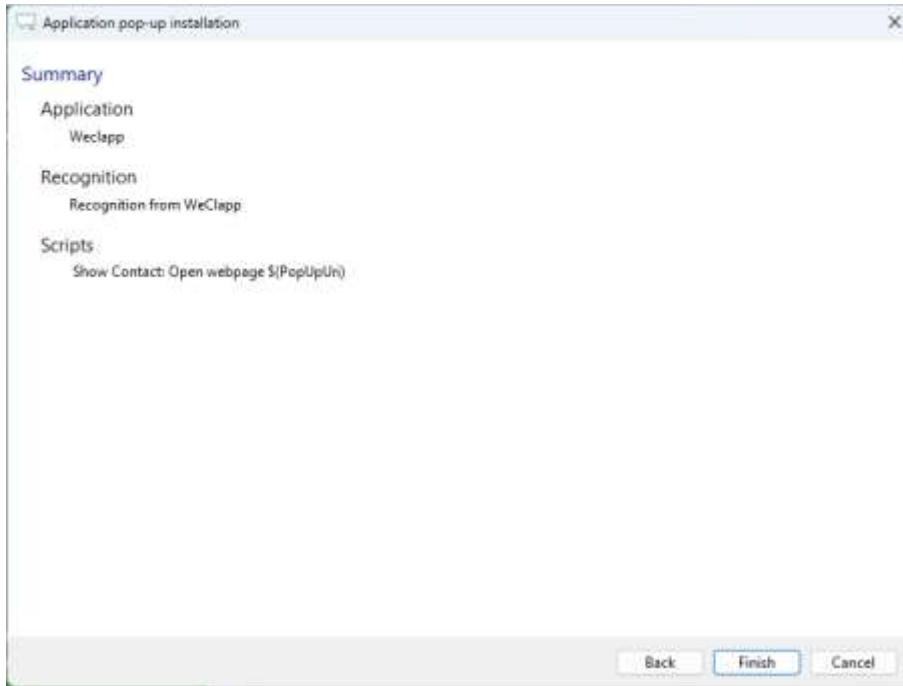 Application pop-up installation
Summary
Application
Weclapp
Recognition
Recognition from WeClapp
Scripts
Show Contact: Open webpage $(PopUpUri)
Back
Finish
Cancel